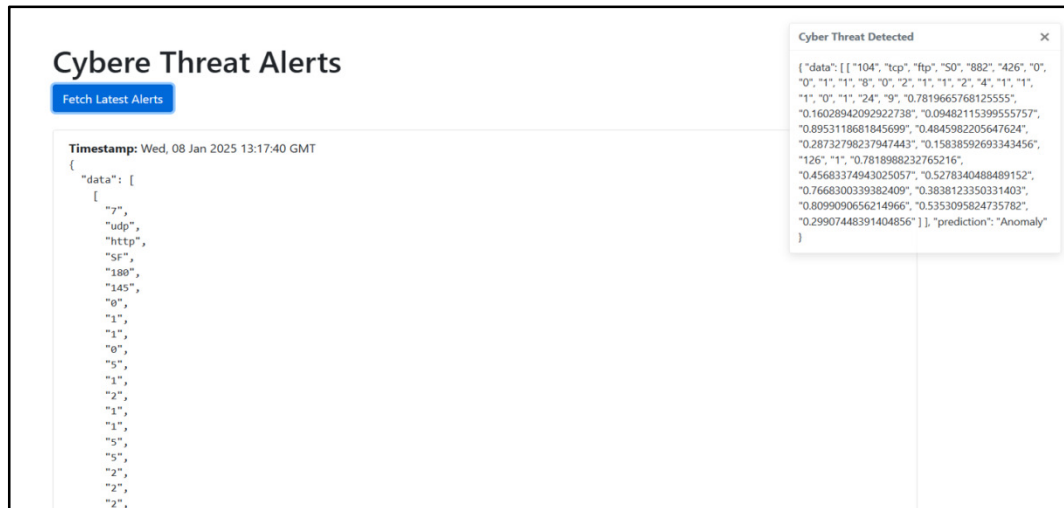 Cybere Threat Alerts
Fetch Latest Alerts
Timestamp: Wed, 08 Jan 2025 13:17:40 GMT
{
"data": [
[
"7",
"udp",
"http",
"SF",
"180",
"145",
"0",
"1",
"1",
"0",
"5",
"1",
"2",
"1",
"1",
"5",
"5",
"2",
"2",
"2",
Cyber Threat Detected
{ "data": [ [ "104", "tcp", "ftp", "S0", "882", "426", "0",
"0", "1", "1", "8", "0", "2", "1", "1", "2", "4", "1", "1",
"1", "0", "1", "24", "9", "0.7819665768125555",
"0.16028942092922738", "0.09482115399555757",
"0.8953118681845699", "0.4845982205647624",
"0.28732798237947443", "0.15838592693343456",
"126", "1", "0.7818988232765216",
"0.45683374943025057", "0.5278340488489152",
"0.7668300339382409", "0.3838123350331403",
"0.8099090656214966", "0.5353095824735782",
"0.29907448391404856" ] ], "prediction": "Anomaly"
}